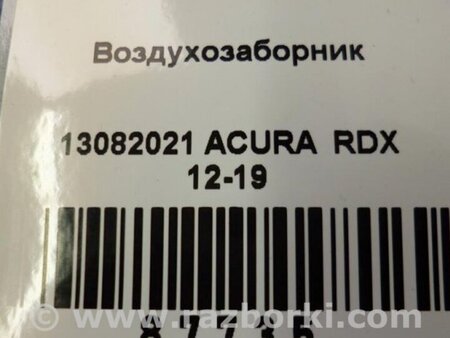 Воздухозаборник
13082021 ACURA RDX
12-19
© www.razborki.com